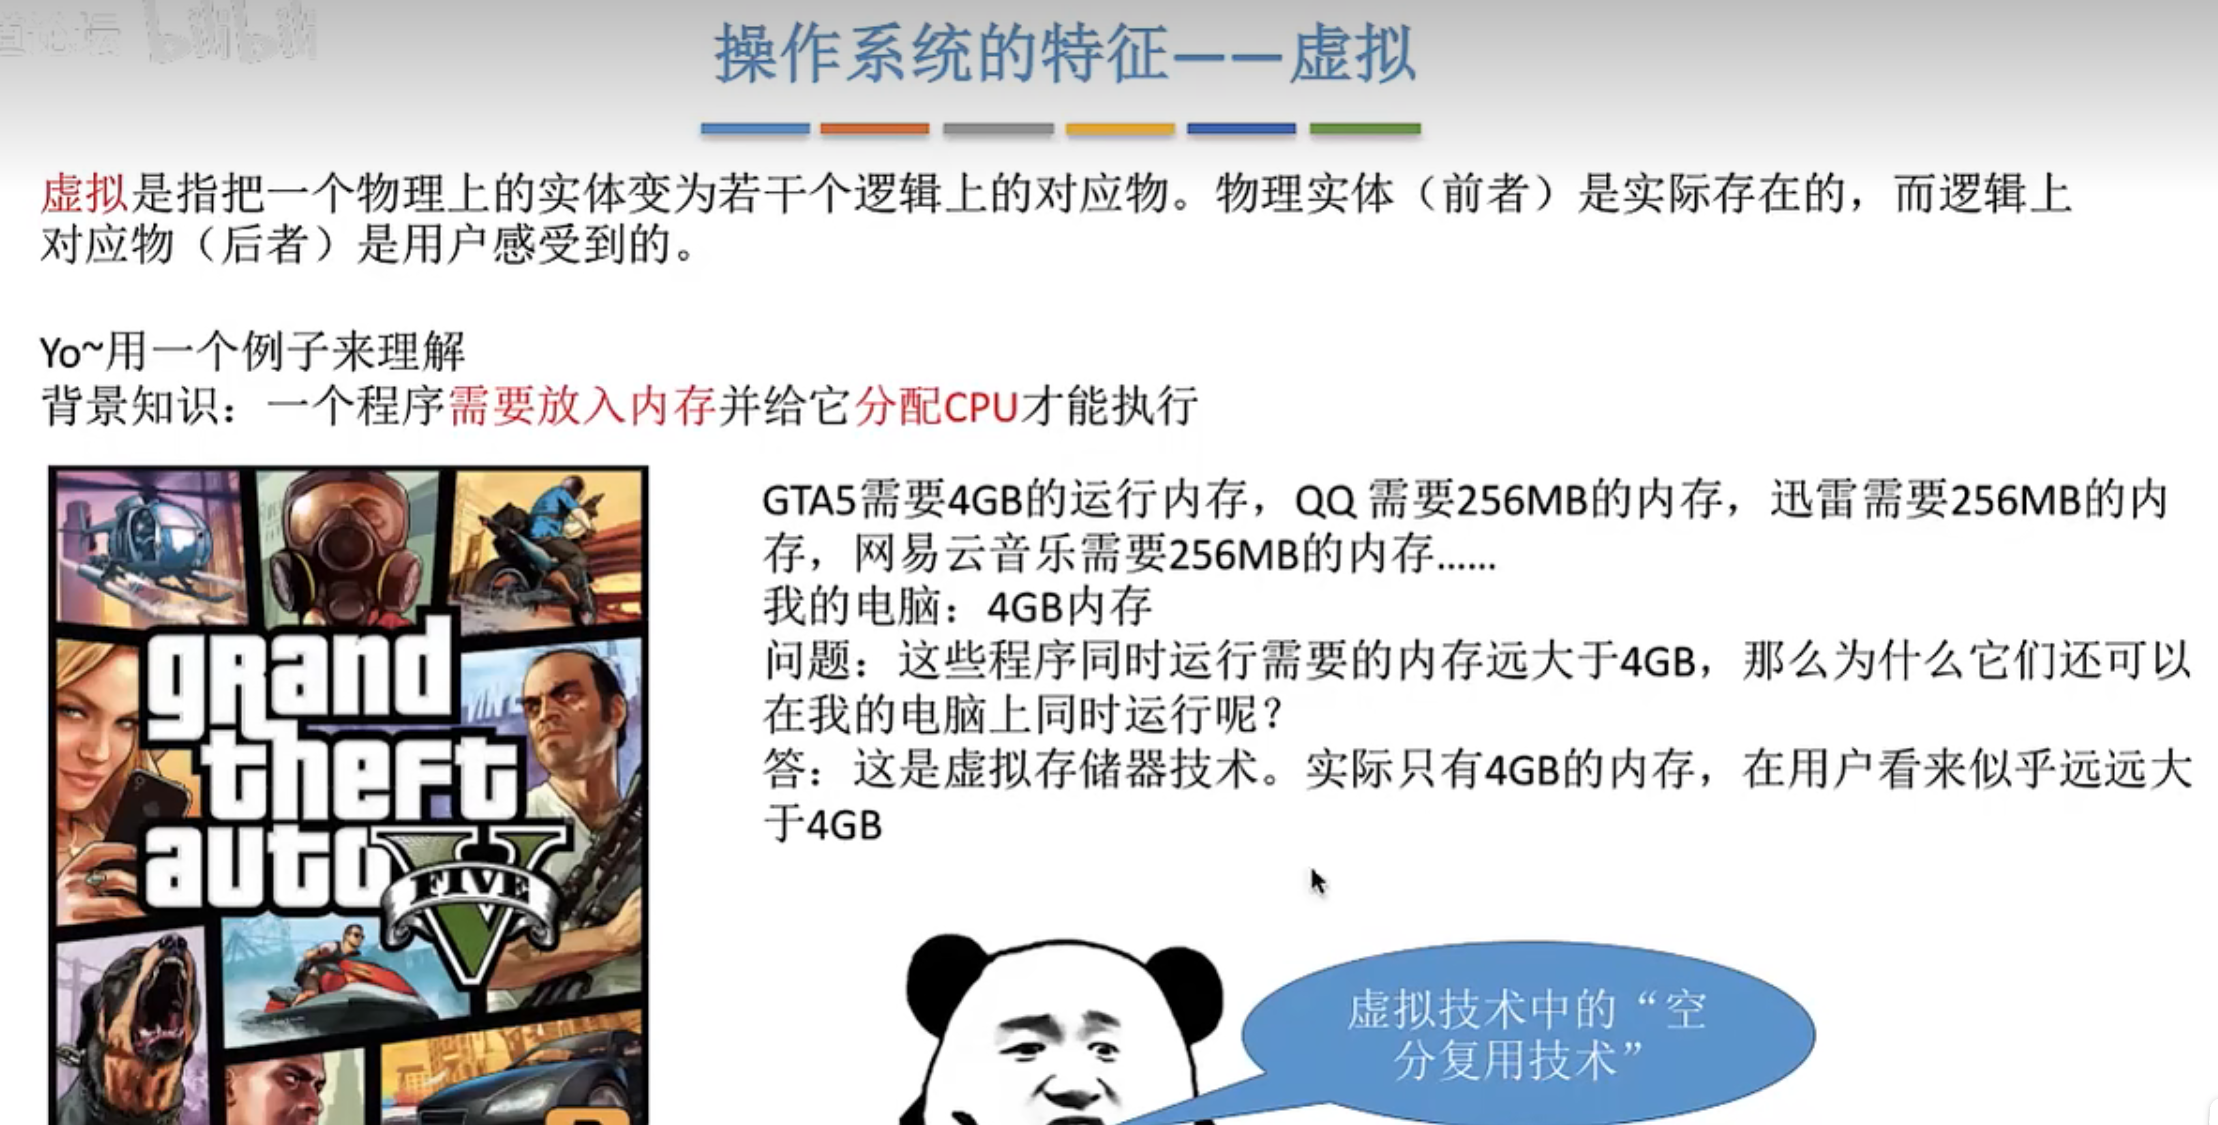 bilibili
操作系统的特征——虚拟
虚拟是指把一个物理上的实体变为若干个逻辑上的对应物。物理实体（前者）是实际存在的，而逻辑上
对应物（后者）是用户感受到的。
Yo~用一个例子来理解
背景知识：一个程序需要放入内存并给它分配CPU才能执行
GTA5需要4GB的运行内存，QQ 需要256MB的内存，迅雷需要256MB的内
存，网易云音乐需要256MB的内存......
我的电脑：4GB内存
问题：这些程序同时运行需要的内存远大于4GB，那么为什么它们还可以
在我的电脑上同时运行呢？
答：这是虚拟存储器技术。实际只有4GB的内存，在用户看来似乎远远大
于4GB
grand
theft
auto V
FIVE
虚拟技术中的“空
分复用技术”